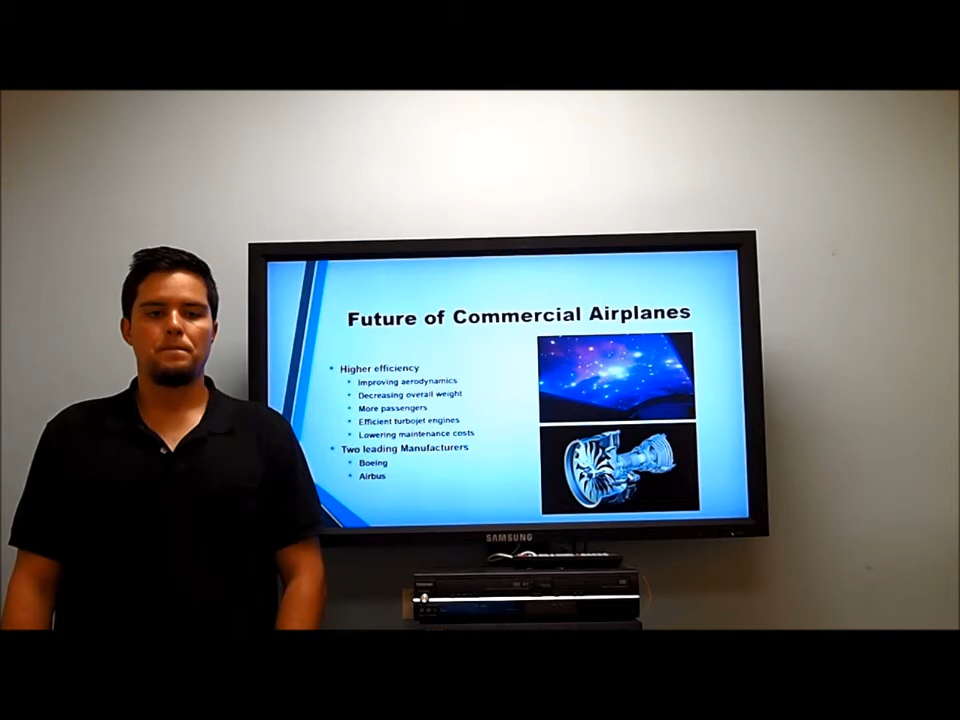 Future of Commercial Airplanes
Higher efficiency
Improving aerodynamics
Decreasing overall weight
More passengers
Efficient turbojet engines
Lowering maintenance costs
Two leading Manufacturers
Boeing
Airbus
SAMSUNG